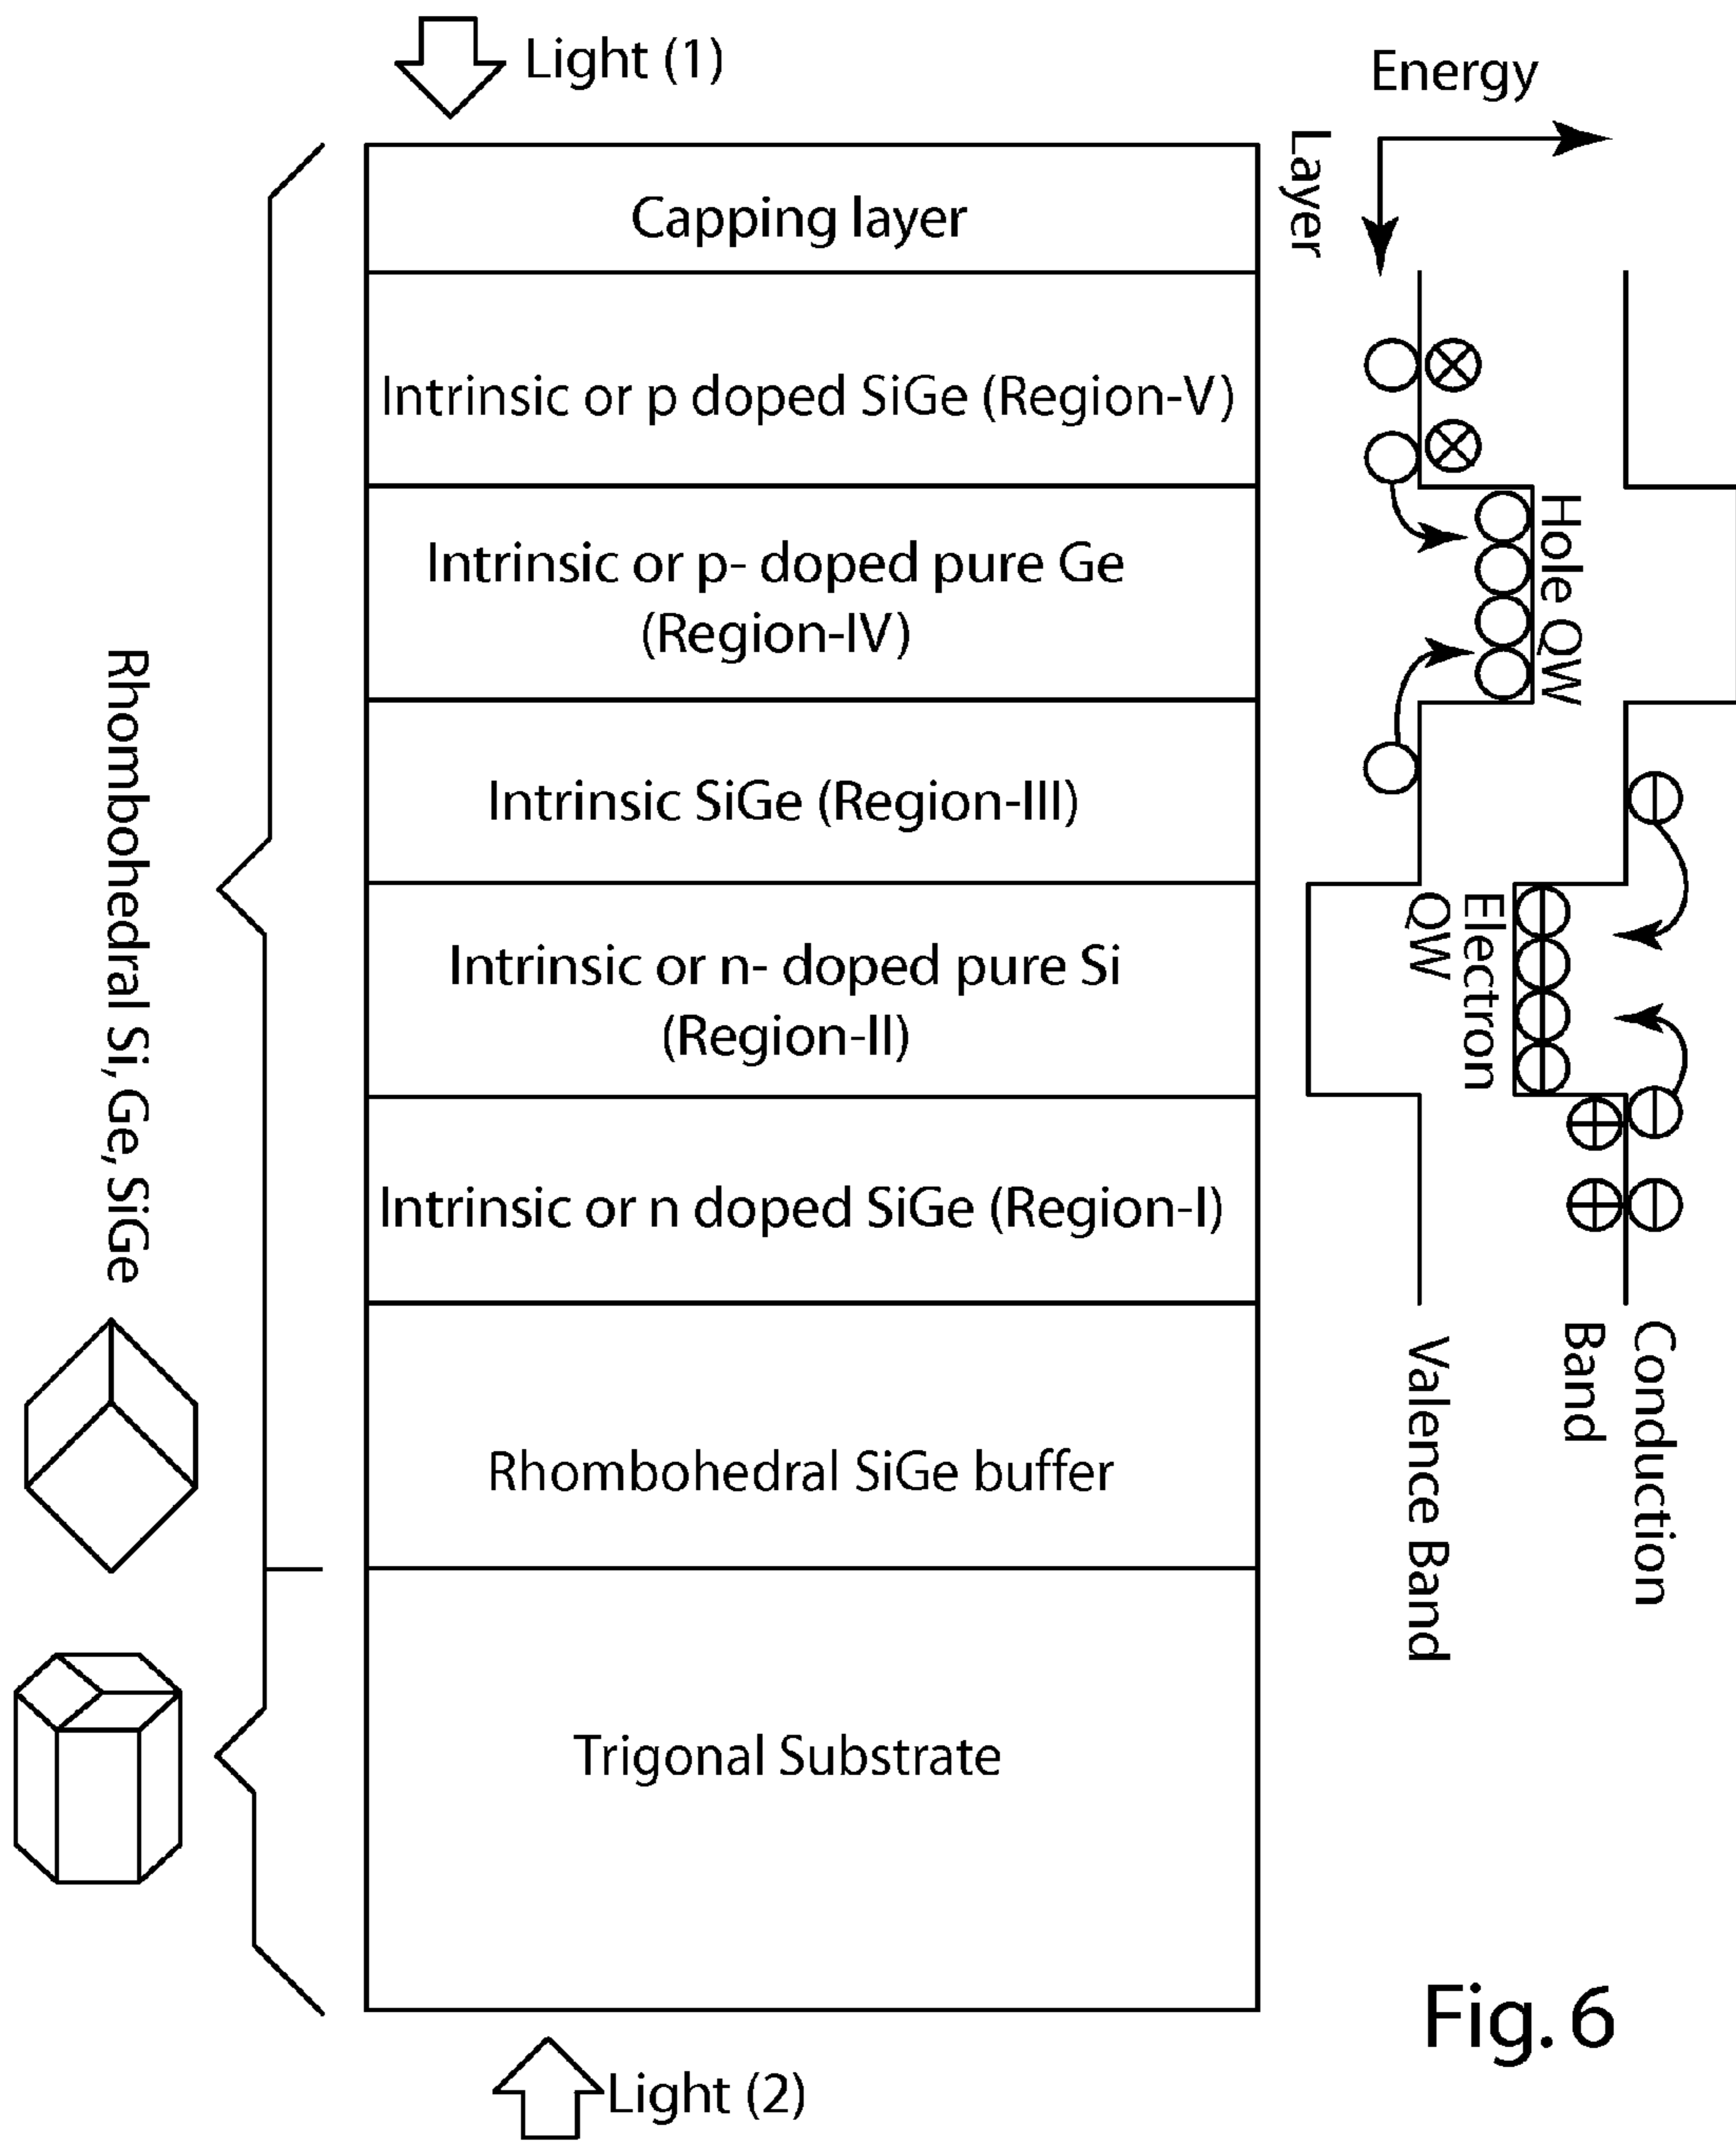 Light (1)
Energy
Layer
Capping layer
Intrinsic or p doped SiGe (Region-V)
Intrinsic or p- doped pure Ge
(Region-IV)
Hole QW
Intrinsic SiGe (Region-III)
Intrinsic or n- doped pure Si
(Region-II)
Electron
QW
Intrinsic or n doped SiGe (Region-I)
Rhombohedral Si, Ge, SiGe
Rhombohedral SiGe buffer
Conduction
Band
Valence Band
Trigonal Substrate
Light (2)
Fig. 6